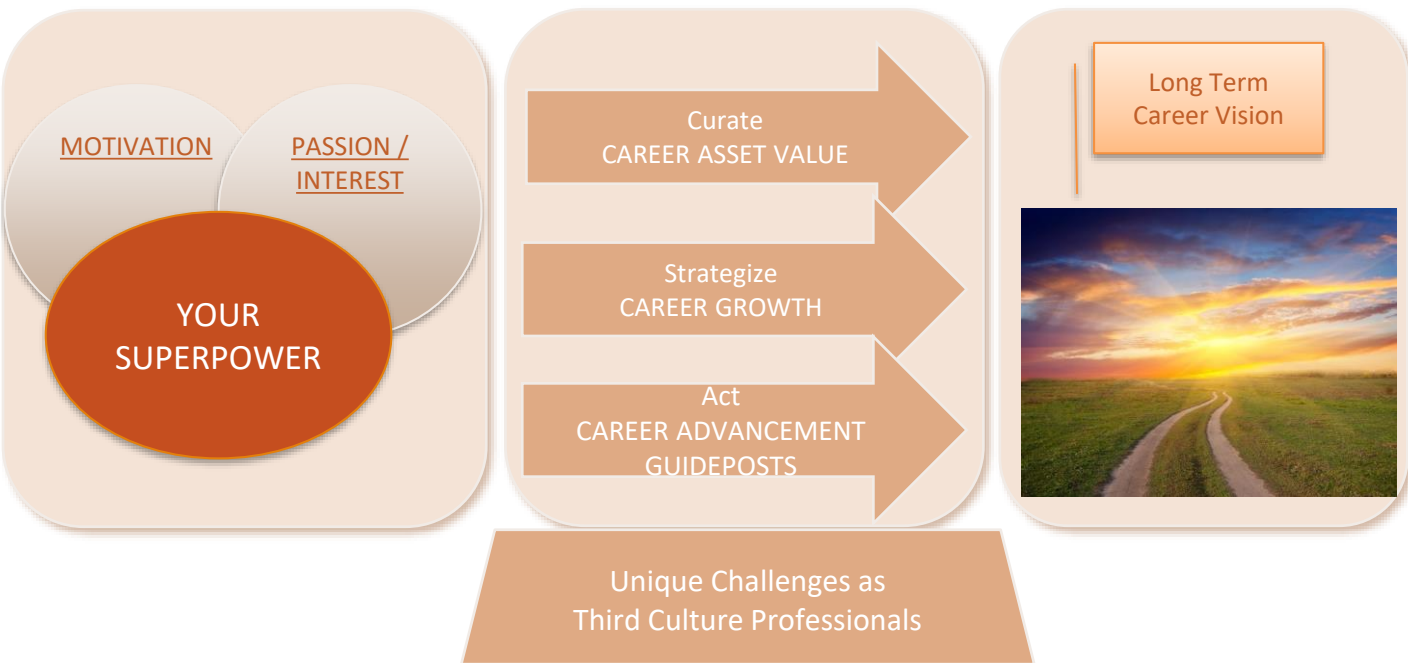 MOTIVATION
PASSION /
INTEREST
YOUR
SUPERPOWER
Curate
CAREER ASSET VALUE
Strategize
CAREER GROWTH
Act
CAREER ADVANCEMENT
GUIDEPOSTS
Long Term
Career Vision
Unique Challenges as
Third Culture Professionals